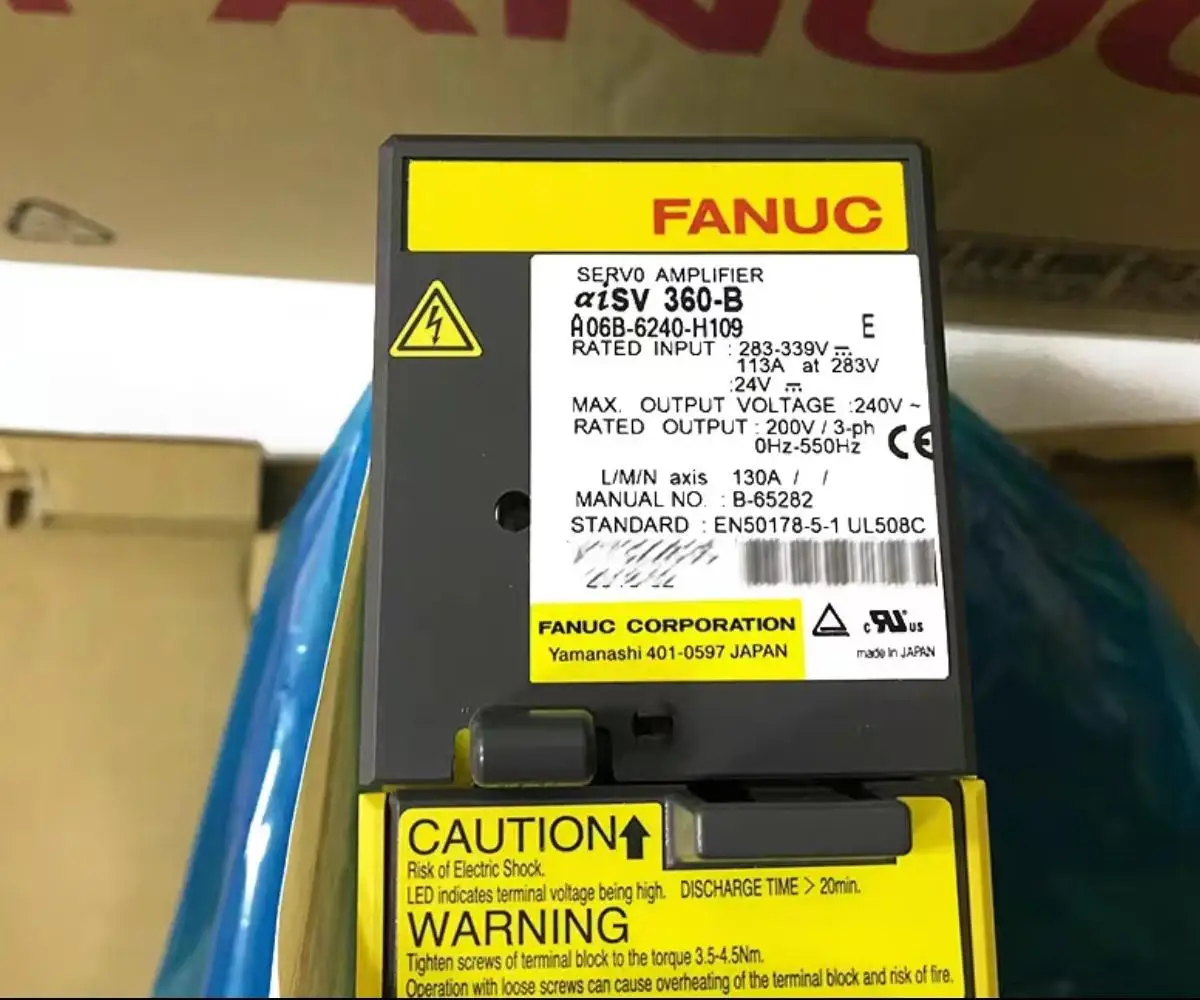 FANUC
FANUC
SERVO AMPLIFIER
αiSV 360-B
A06B-6240-H109 E
RATED INPUT : 283-339V ⎓
113A at 283V
:24V ⎓
MAX. OUTPUT VOLTAGE :240V ~
RATED OUTPUT : 200V / 3-ph
0Hz-550Hz
CE
L/M/N axis 130A / /
MANUAL NO. : B-65282
STANDARD : EN50178-5-1 UL508C
FANUC CORPORATION
Yamanashi 401-0597 JAPAN
c RU US
made in JAPAN
CAUTION↑
Risk of Electric Shock.
LED indicates terminal voltage being high. DISCHARGE TIME > 20min.
WARNING
Tighten screws of terminal block to the torque 3.5-4.5Nm.
Operation with loose screws can cause overheating of the terminal block and risk of fire.